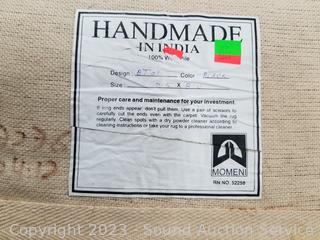 HANDMADE
IN INDIA
100% W
Design: Color: BLACK
Size: X
Proper care and maintenance for your investment
If rug ends appear, don't pull them. Use a pair of scissors to
carefully cut the ends even with the carpet. Vacuum the rug
regularly. Clean spots with a dry powder cleaner according to
cleaning instructions or take your rug to a professional cleaner.
MOMENI
RN NO. 52298
Copyright 2023 - Sound Auction Service